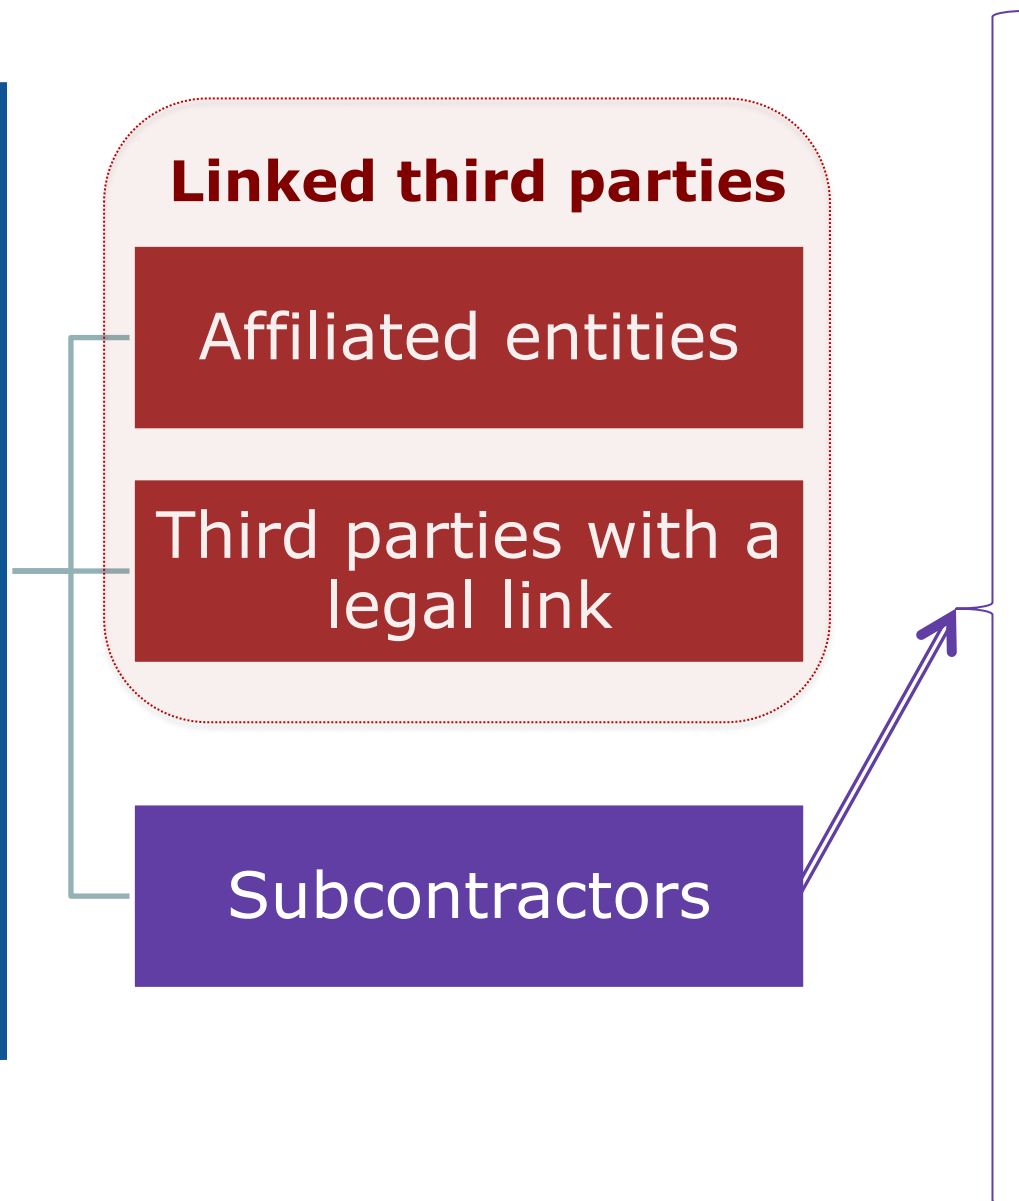 Linked third parties
Affiliated entities
Third parties with a
legal link
Subcontractors